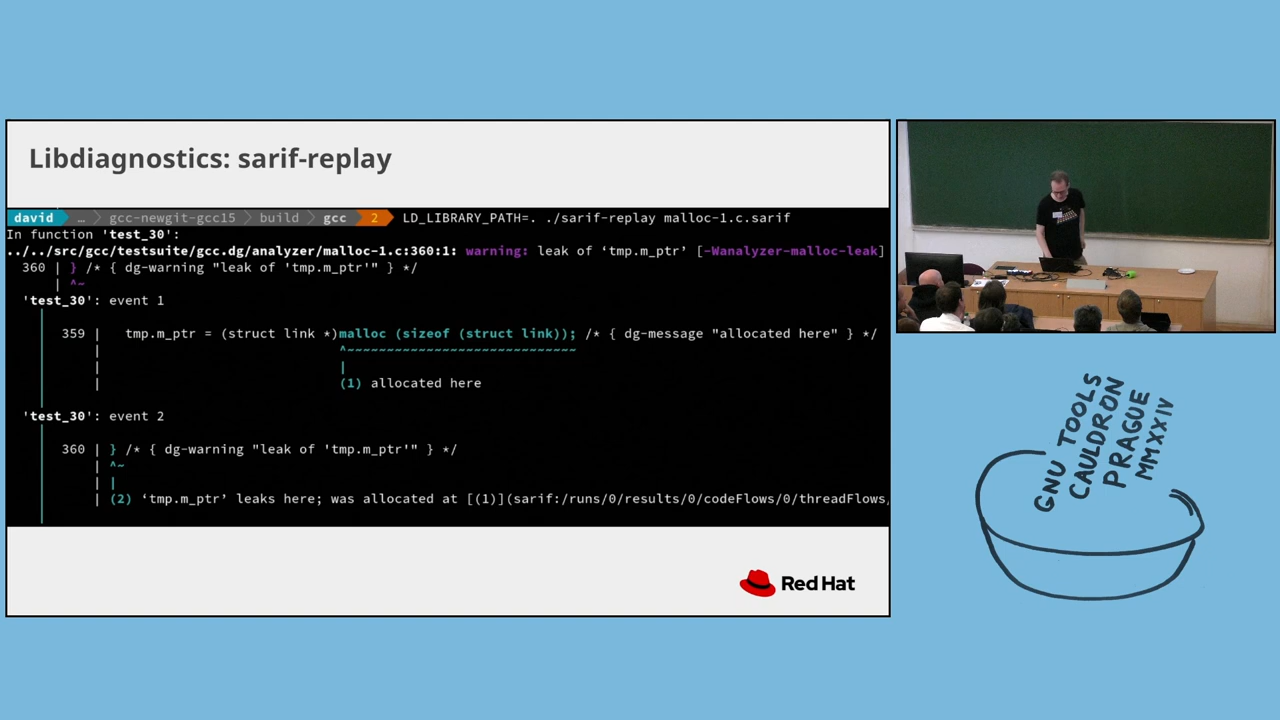 Libdiagnostics: sarif-replay
david … gcc-newgit-gcc15 build gcc 2 LD_LIBRARY_PATH=. ./sarif-replay malloc-1.c.sarif
In function 'test_30':
../../src/gcc/testsuite/gcc.dg/analyzer/malloc-1.c:360:1: warning: leak of ‘tmp.m_ptr’ [-Wanalyzer-malloc-leak]
360 | } /* { dg-warning "leak of 'tmp.m_ptr'" } */
| ^~
'test_30': event 1
359 | tmp.m_ptr = (struct link *)malloc (sizeof (struct link)); /* { dg-message "allocated here" } */
| ^~~~~~~~~~~~~~~~~~~~~~~~~~~~~
| |
| (1) allocated here
'test_30': event 2
360 | } /* { dg-warning "leak of 'tmp.m_ptr'" } */
| ^~
| |
| (2) ‘tmp.m_ptr’ leaks here; was allocated at [(1)](sarif:/runs/0/results/0/codeFlows/0/threadFlows/
Red Hat
GNU TOOLS
CAULDRON
PRAGUE
MMXXIV